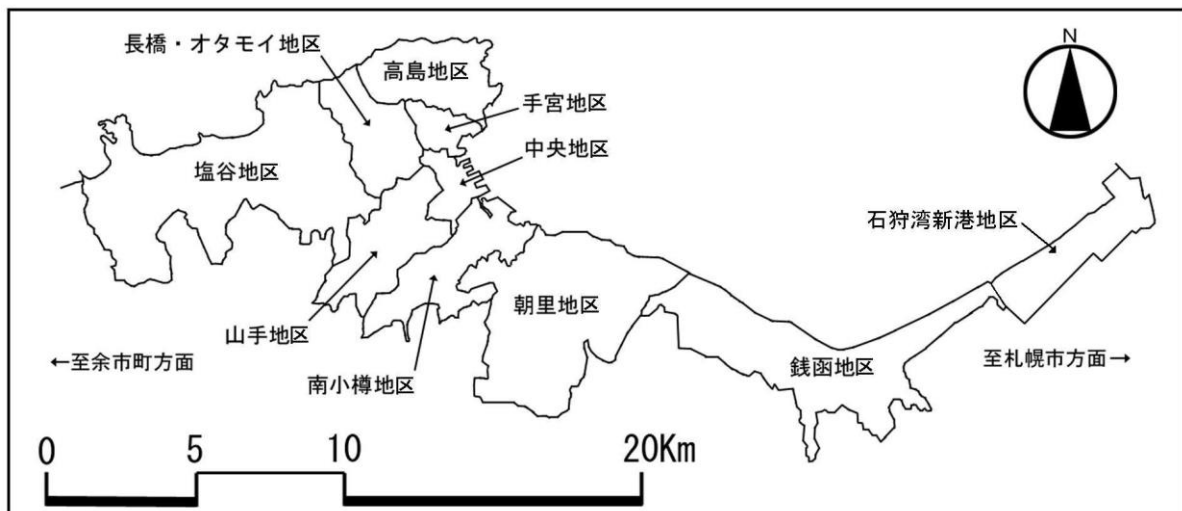 長橋・オタモイ地区
高島地区
N
手宮地区
中央地区
塩谷地区
石狩湾新港地区
山手地区
朝里地区
←至余市町方面
南小樽地区
銭函地区
至札幌市方面→
0 5 10 20Km